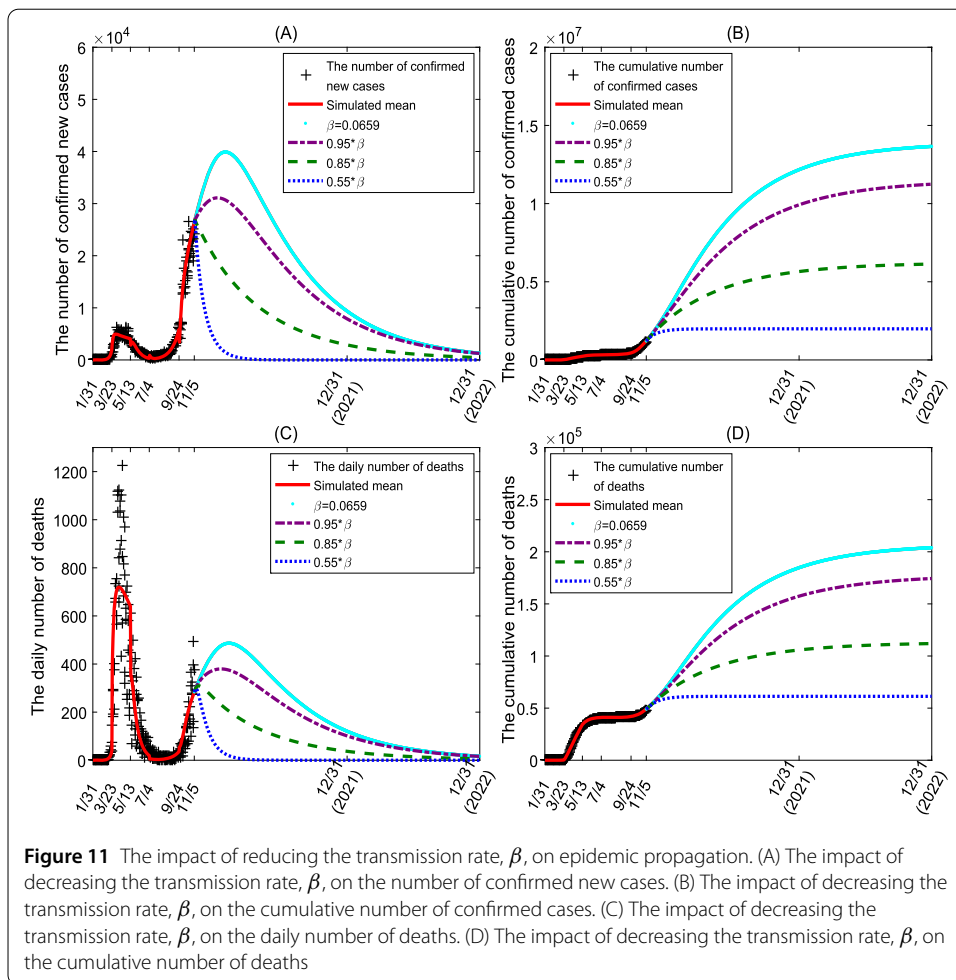 (A)
×10^4
The number of confirmed new cases
6
5
4
3
2
1
0
1/31
3/23
5/13
7/4
9/24
11/5
12/31
(2021)
12/31
(2022)
The number of confirmed
new cases
Simulated mean
β=0.0659
0.95*β
0.85*β
0.55*β
(B)
×10^7
The cumulative number of confirmed cases
2
1.5
1
0.5
0
1/31
3/23
5/13
7/4
9/24
11/5
12/31
(2021)
12/31
(2022)
The cumulative number
of confirmed cases
Simulated mean
β=0.0659
0.95*β
0.85*β
0.55*β
(C)
The daily number of deaths
1200
1000
800
600
400
200
0
1/31
3/23
5/13
7/4
9/24
11/5
12/31
(2021)
12/31
(2022)
The daily number of deaths
Simulated mean
β=0.0659
0.95*β
0.85*β
0.55*β
(D)
×10^5
The cumulative number of deaths
3
2.5
2
1.5
1
0.5
0
1/31
3/23
5/13
7/4
9/24
11/5
12/31
(2021)
12/31
(2022)
The cumulative number
of deaths
Simulated mean
β=0.0659
0.95*β
0.85*β
0.55*β
Figure 11 The impact of reducing the transmission rate, β, on epidemic propagation. (A) The impact of
decreasing the transmission rate, β, on the number of confirmed new cases. (B) The impact of decreasing the
transmission rate, β, on the cumulative number of confirmed cases. (C) The impact of decreasing the
transmission rate, β, on the daily number of deaths. (D) The impact of decreasing the transmission rate, β, on
the cumulative number of deaths